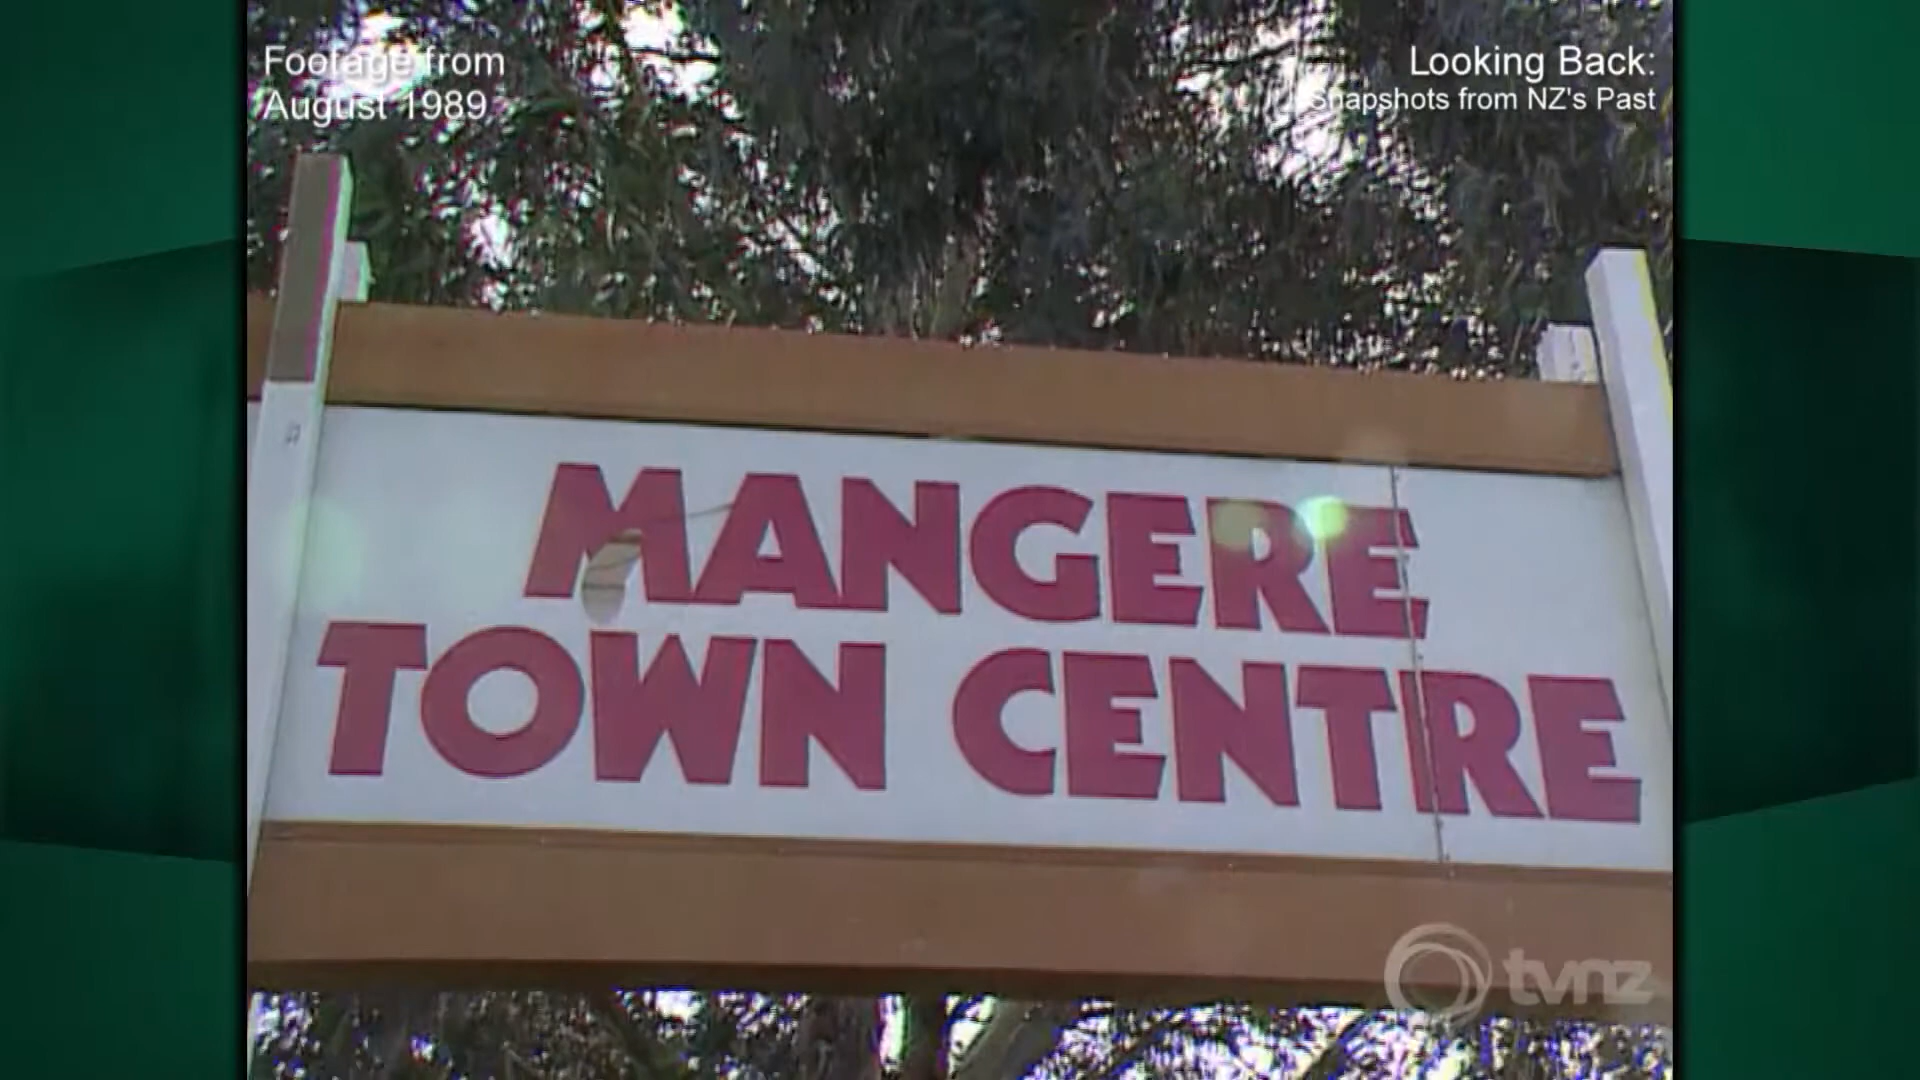 Footage from
August 1989
Looking Back:
Snapshots from NZ's Past
MANGERE
TOWN CENTRE
tvnz